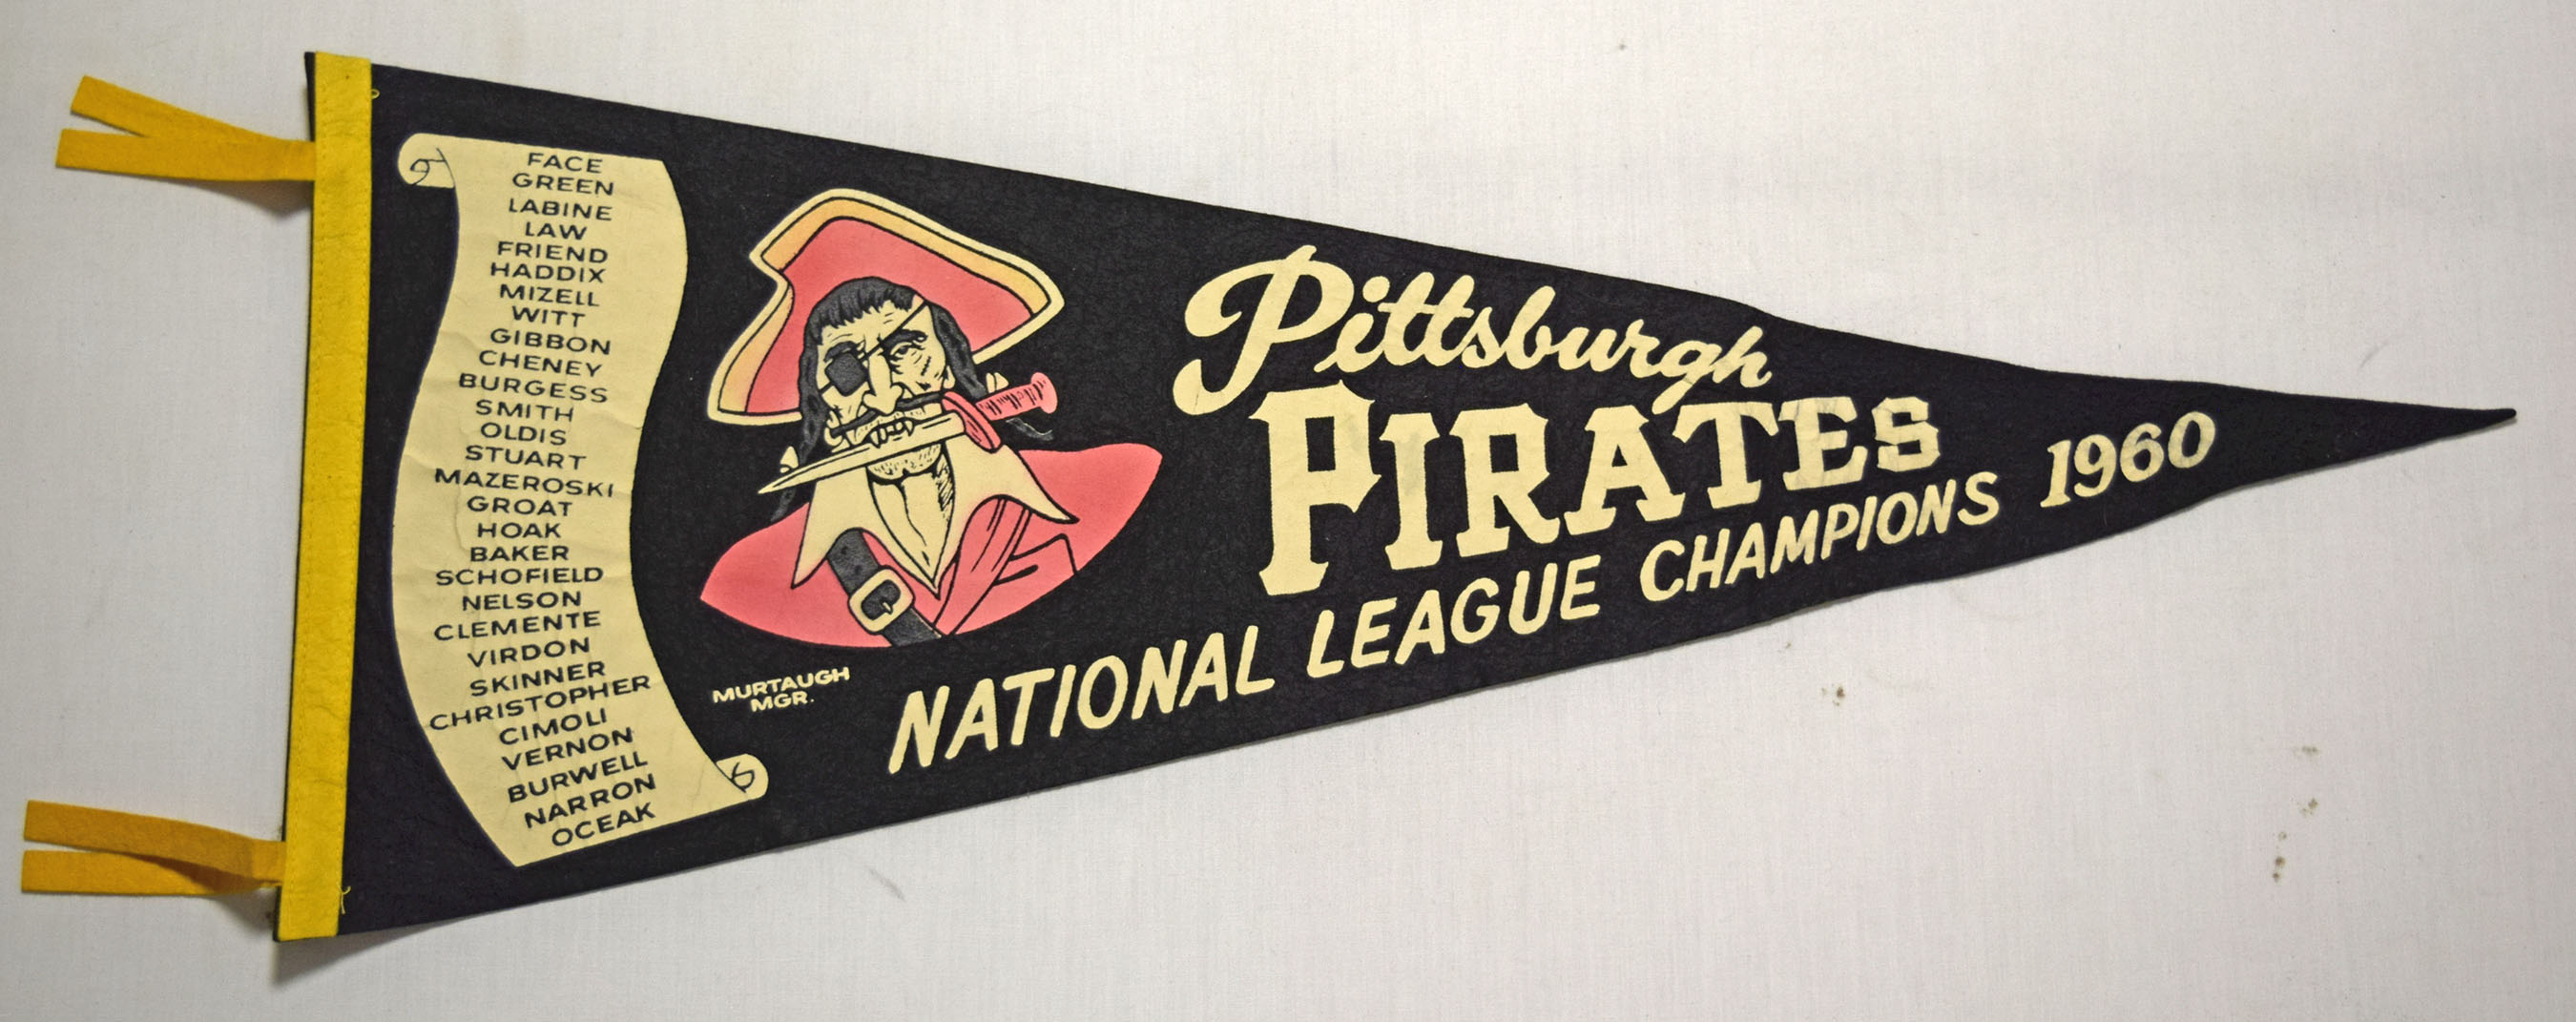 FACE
GREEN
LABINE
LAW
FRIEND
HADDIX
MIZELL
WITT
GIBBON
CHENEY
BURGESS
SMITH
OLDIS
STUART
MAZEROSKI
GROAT
HOAK
BAKER
SCHOFIELD
NELSON
CLEMENTE
VIRDON
SKINNER
CHRISTOPHER
CIMOLI
VERNON
BURWELL
NARRON
OCEAK
MURTAUGH
MGR.
Pittsburgh
PIRATES
NATIONAL LEAGUE CHAMPIONS 1960